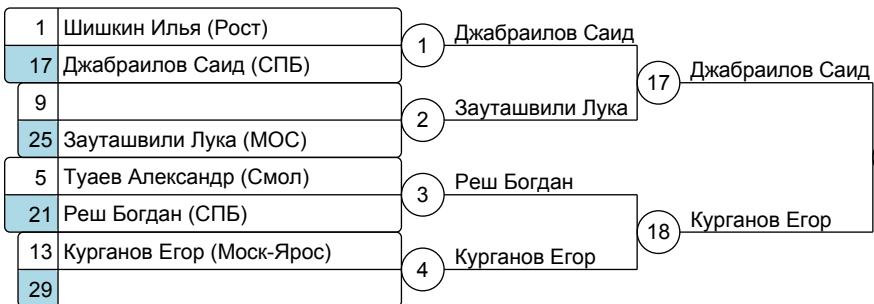 1 Шишкин Илья (Рост)
17 Джабраилов Саид (СПБ)
9
25 Зауташвили Лука (МОС)
5 Туаев Александр (Смол)
21 Реш Богдан (СПБ)
13 Курганов Егор (Моск-Ярос)
29
1 Джабраилов Саид
2 Зауташвили Лука
3 Реш Богдан
4 Курганов Егор
17 Джабраилов Саид
18 Курганов Егор